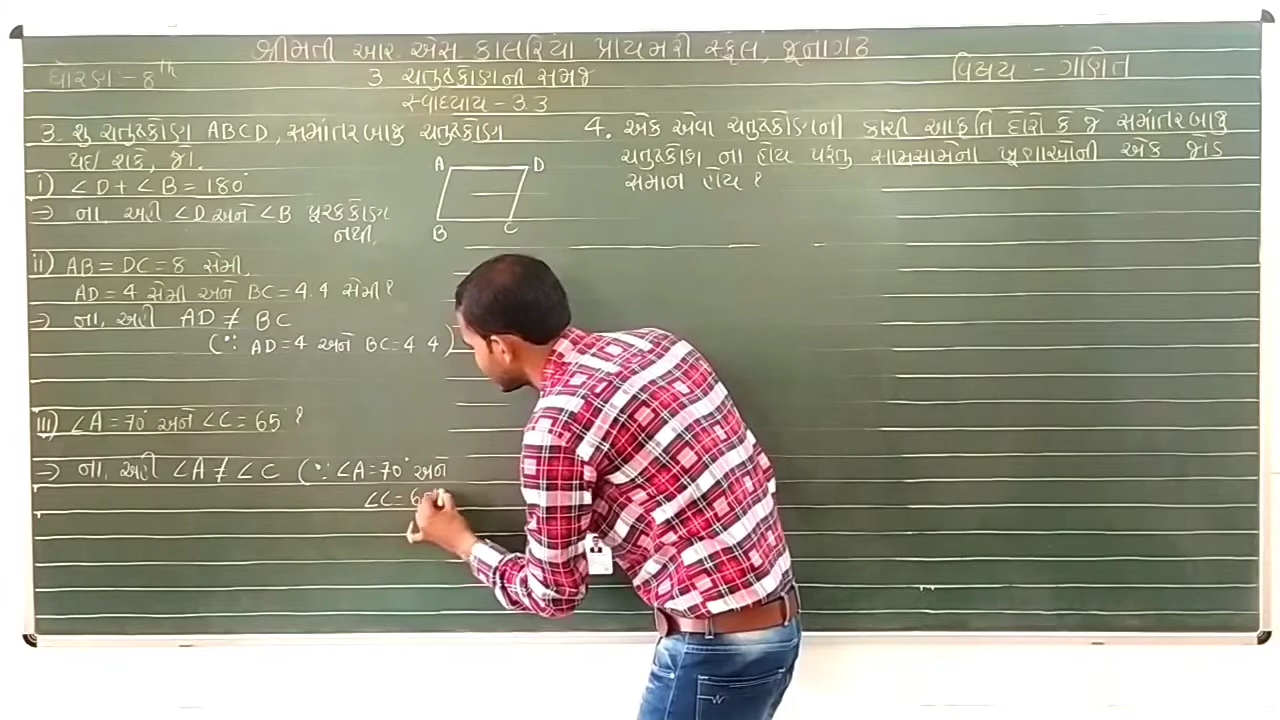 શ્રીમતી આર. એસ. કાલરિયા પ્રાયમરી સ્કૂલ, જૂનાગઢ
ધોરણ :- 8th
3 ચતુષ્કોણની સમજ
વિષય :- ગણિત
સ્વાધ્યાય - 3.3
3. શું ચતુષ્કોણ ABCD, સમાંતરબાજુ ચતુષ્કોણ
થઇ શકે, જો.
i) ∠D + ∠B = 180°
→ ના, અહીં ∠D અને ∠B પૂરકકોણ
નથી.
A D
B C
ii) AB = DC = 8 સેમી,
AD = 4 સેમી અને BC = 4.4 સેમી?
→ ના, અહીં AD ≠ BC
(∵ AD = 4 અને BC = 4.4)
iii) ∠A = 70° અને ∠C = 65°?
→ ના, અહીં ∠A ≠ ∠C (∵ ∠A = 70° અને
∠C = 65
4. એક એવા ચતુષ્કોણની કાચી આકૃતિ દોરો કે જે સમાંતરબાજુ
ચતુષ્કોણ ના હોય પરંતુ સામસામેના ખૂણાઓની એક જોડ
સમાન હોય?